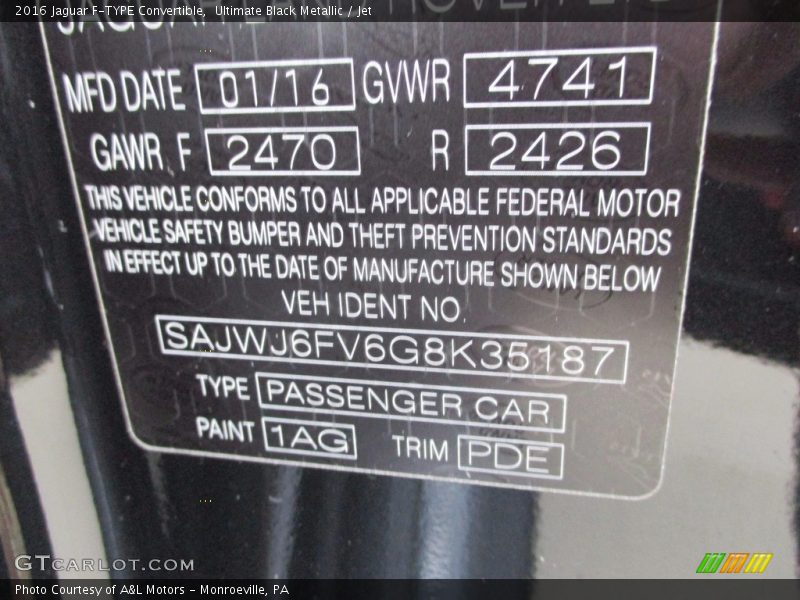 2016 Jaguar F-TYPE Convertible, Ultimate Black Metallic / Jet
MFD DATE 01/16 GVWR 4741
GAWR F 2470 R 2426
THIS VEHICLE CONFORMS TO ALL APPLICABLE FEDERAL MOTOR
VEHICLE SAFETY BUMPER AND THEFT PREVENTION STANDARDS
IN EFFECT UP TO THE DATE OF MANUFACTURE SHOWN BELOW
VEH IDENT NO.
SAJWJ6FV6G8K35187
TYPE PASSENGER CAR
PAINT 1AG TRIM PDE
GTCARLOT.COM
Photo Courtesy of A&L Motors - Monroeville, PA